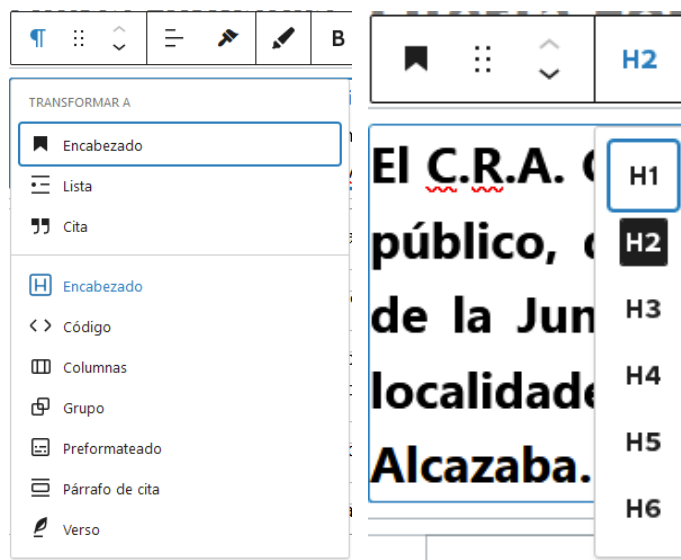 B
TRANSFORMAR A
Encabezado
Lista
Cita
Encabezado
Código
Columnas
Grupo
Preformateado
Párrafo de cita
Verso
H2
El C.R.A.
público,
de la Jun
localidade
Alcazaba.
H1
H2
H3
H4
H5
H6